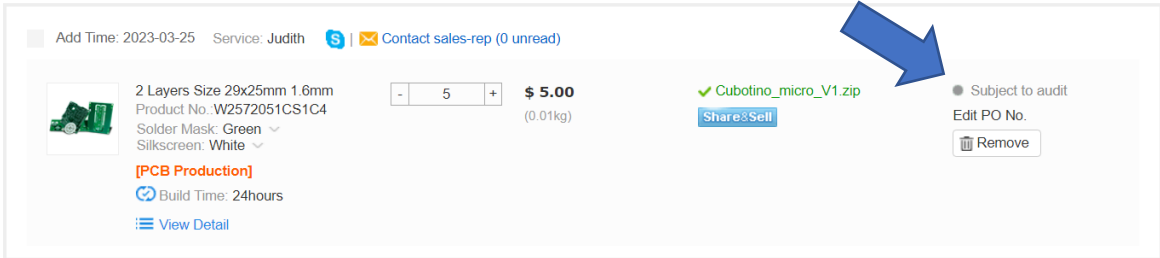 Add Time: 2023-03-25 Service: Judith S | Contact sales-rep (0 unread)
2 Layers Size 29x25mm 1.6mm
Product No.:W2572051CS1C4
Solder Mask: Green
Silkscreen: White
[PCB Production]
Build Time: 24hours
View Detail
- 5 +
$ 5.00
(0.01kg)
Cubotino_micro_V1.zip
Share&Sell
Subject to audit
Edit PO No.
Remove